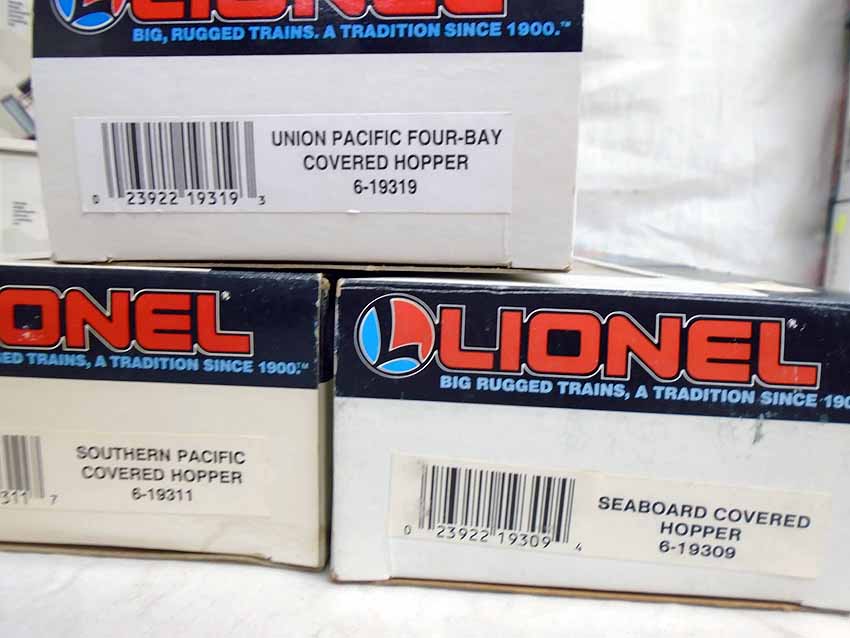 LIONEL
BIG, RUGGED TRAINS. A TRADITION SINCE 1900.™
UNION PACIFIC FOUR-BAY
COVERED HOPPER
6-19319
0 23922 19319 3
ONEL®
ED TRAINS, A TRADITION SINCE 1900.™
SOUTHERN PACIFIC
COVERED HOPPER
6-19311
311 7
LIONEL®
BIG RUGGED TRAINS, A TRADITION SINCE 190
SEABOARD COVERED
HOPPER
6-19309
0 23922 19309 4